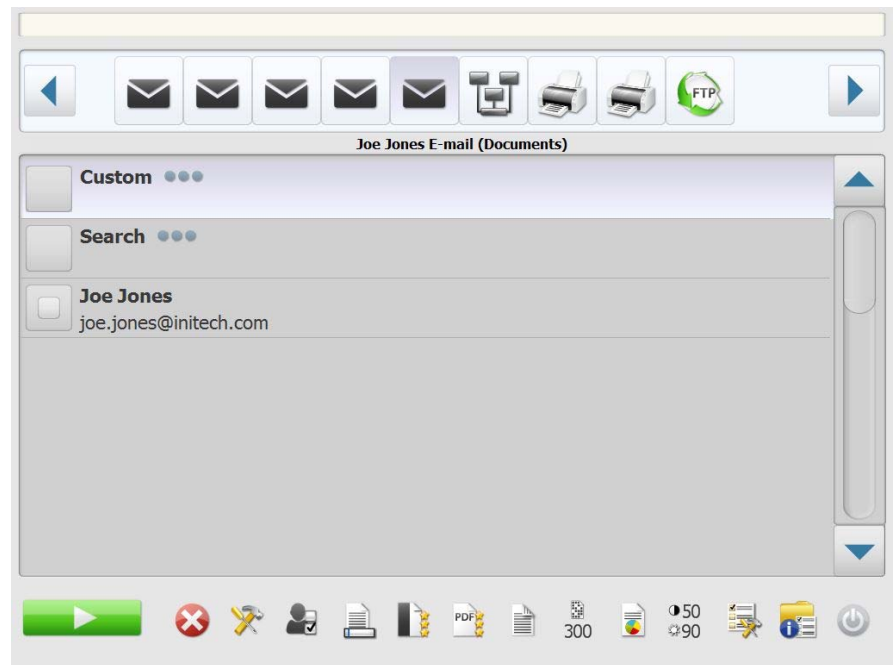 FTP
Joe Jones E-mail (Documents)
Custom
Search
Joe Jones
joe.jones@initech.com
PDF
300
50
90